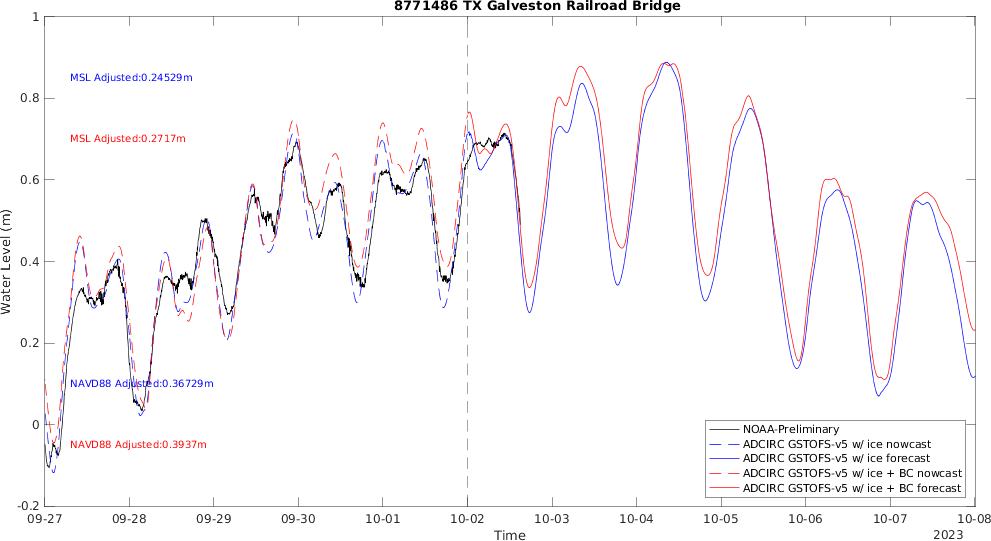 8771486 TX Galveston Railroad Bridge
Water Level (m)
1
0.8
0.6
0.4
0.2
0
-0.2
MSL Adjusted:0.24529m
MSL Adjusted:0.2717m
NAVD88 Adjusted:0.36729m
NAVD88 Adjusted:0.3937m
NOAA-Preliminary
ADCIRC GSTOFS-v5 w/ ice nowcast
ADCIRC GSTOFS-v5 w/ ice forecast
ADCIRC GSTOFS-v5 w/ ice + BC nowcast
ADCIRC GSTOFS-v5 w/ ice + BC forecast
09-27 09-28 09-29 09-30 10-01 10-02 10-03 10-04 10-05 10-06 10-07 10-08
Time
2023